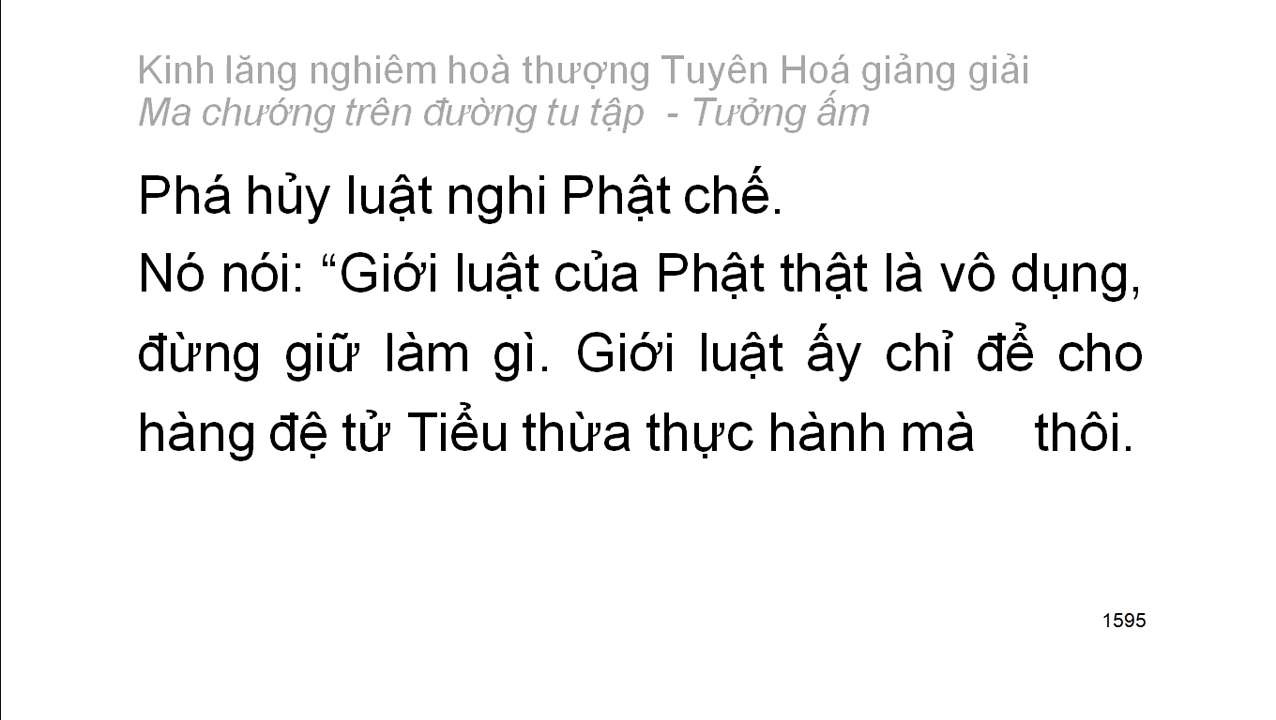 Kinh lăng nghiêm hoà thượng Tuyên Hoá giảng giải
Ma chướng trên đường tu tập - Tưởng ấm
Phá hủy luật nghi Phật chế.
Nó nói: “Giới luật của Phật thật là vô dụng,
đừng giữ làm gì. Giới luật ấy chỉ để cho
hàng đệ tử Tiểu thừa thực hành mà thôi.
1595